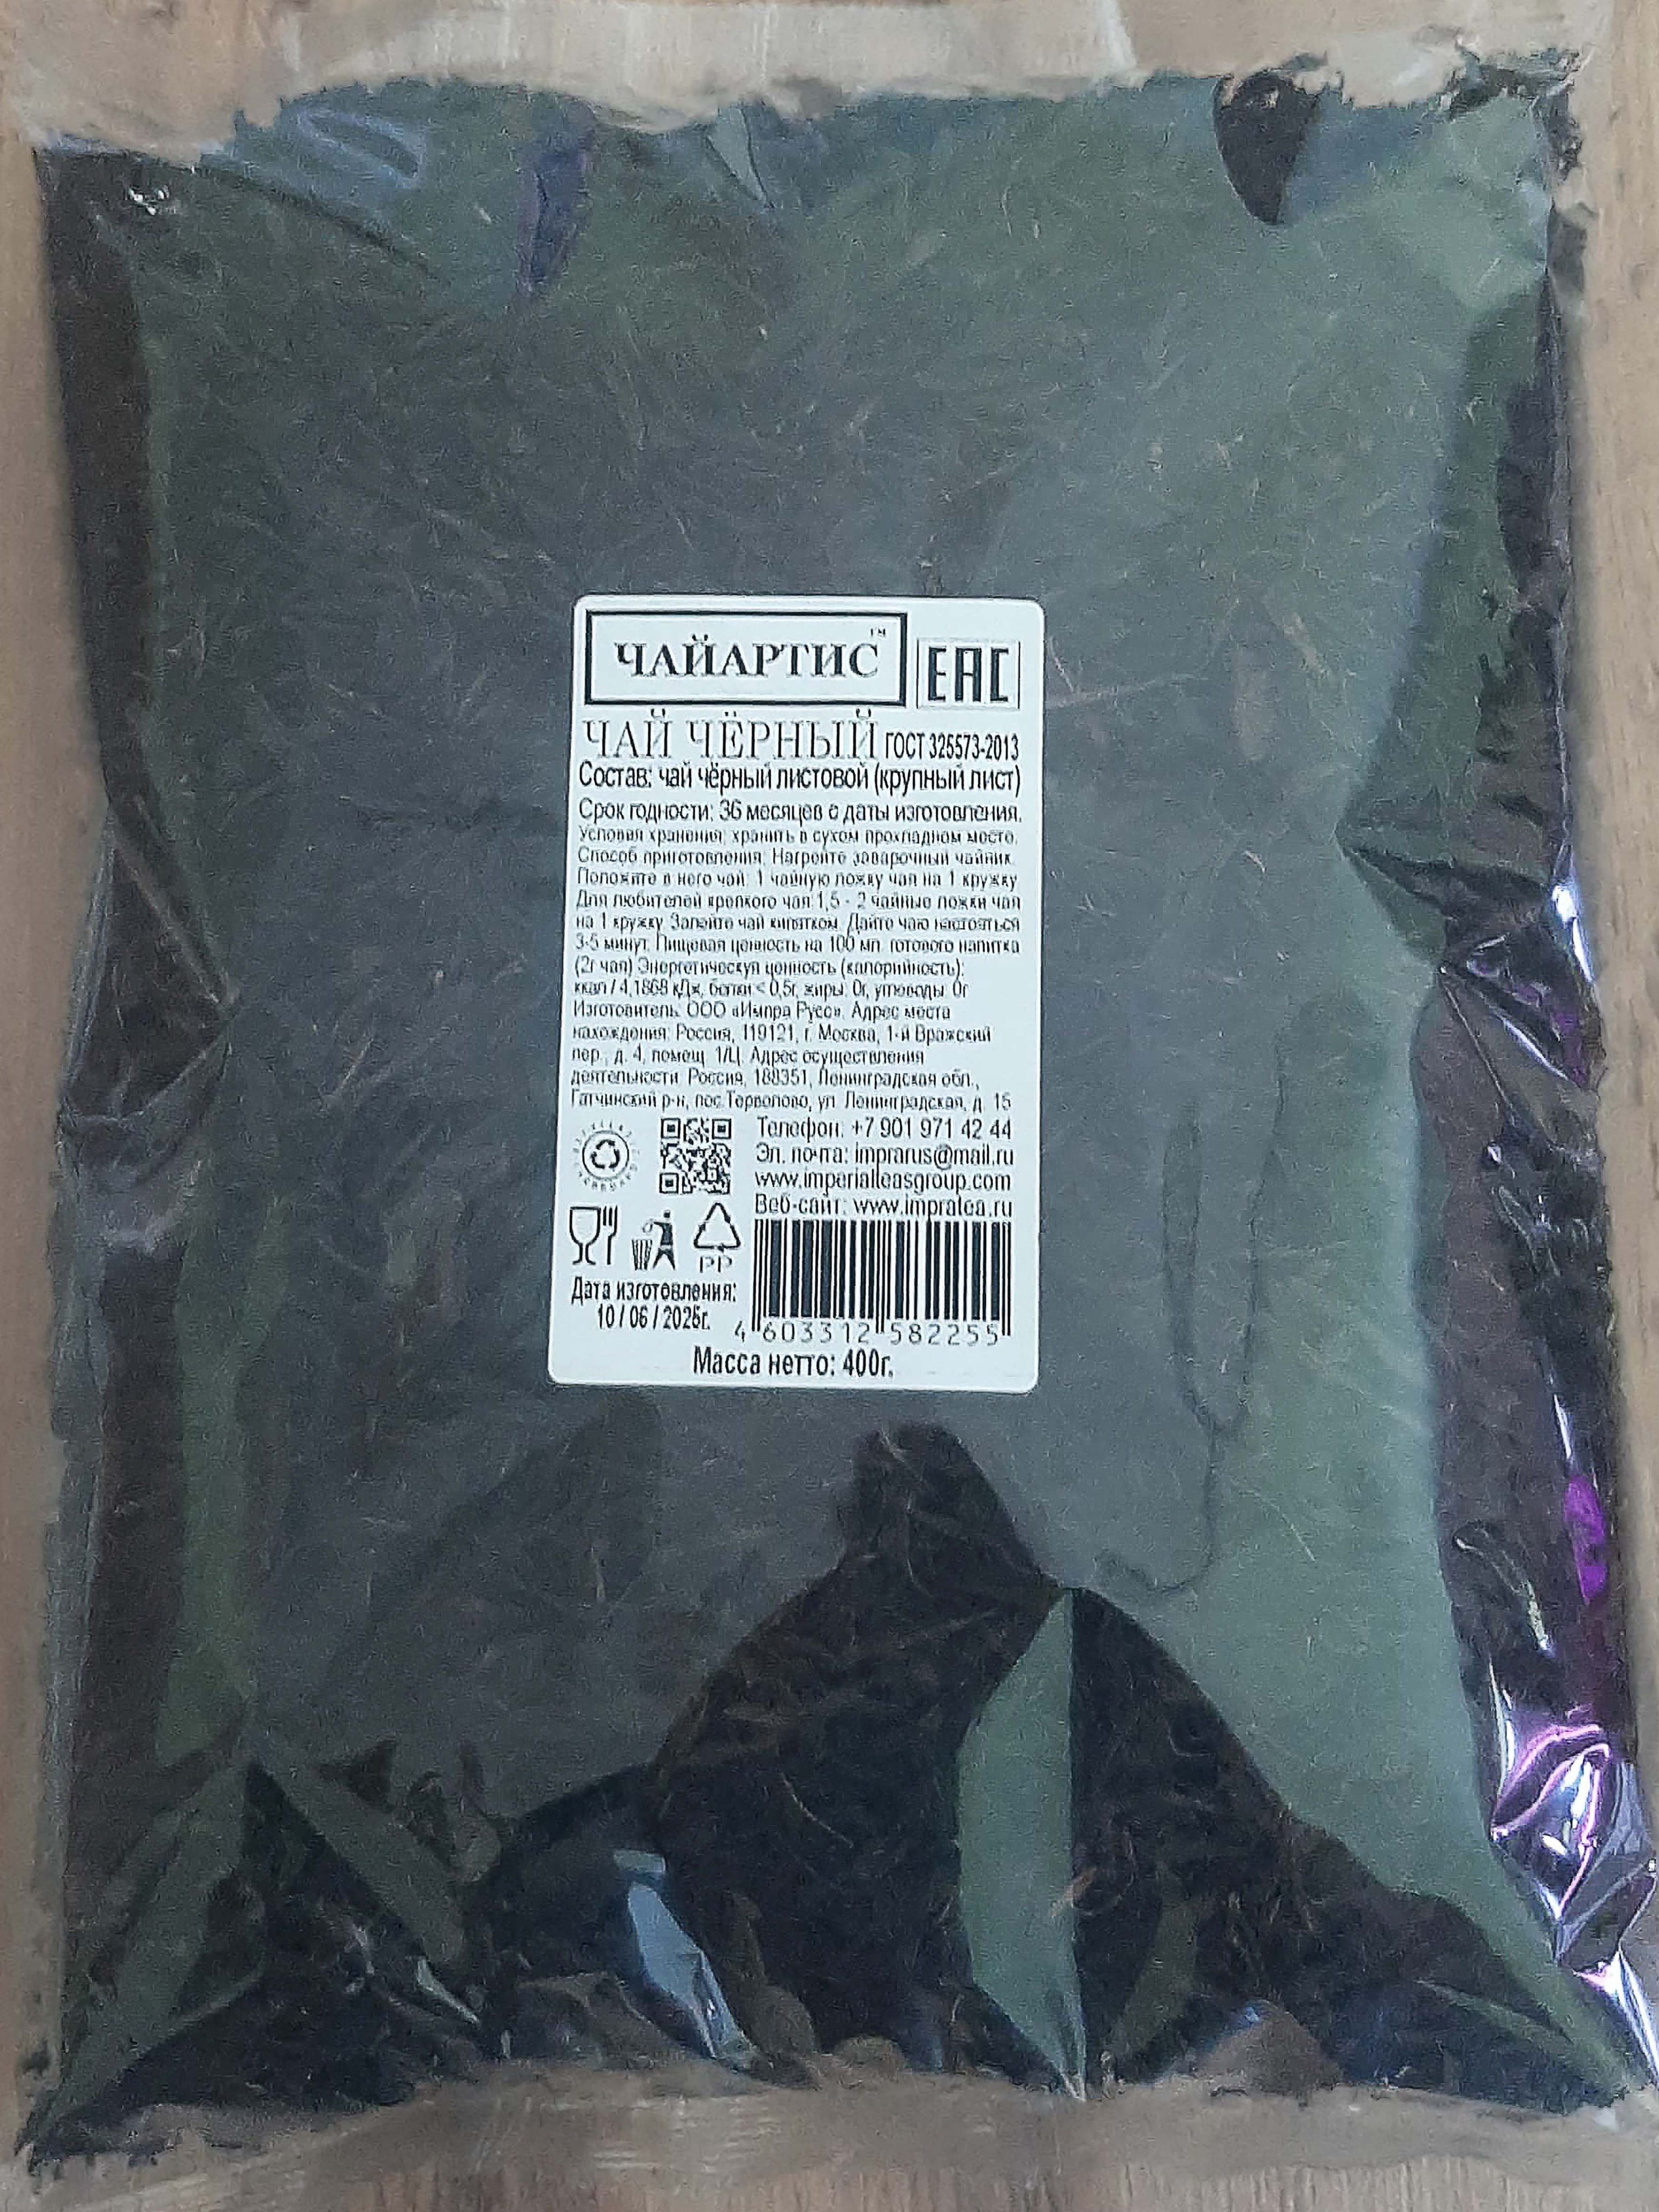 ЧАЙАРТИС™
EAC
ЧАЙ ЧЁРНЫЙ ГОСТ 325573-2013
Состав: чай чёрный листовой (крупный лист)
Срок годности: 36 месяцев с даты изготовления.
Условия хранения: хранить в сухом прохладном месте.
Способ приготовления: Нагрейте заварочный чайник.
Положите в него чай: 1 чайную ложку чая на 1 кружку.
Для любителей крепкого чая 1,5 - 2 чайные ложки чая
на 1 кружку. Залейте чай кипятком. Дайте чаю настояться
3-5 минут. Пищевая ценность на 100 мл. готового напитка
(2г чая) Энергетическуя ценность (калорийность):
ккал / 4,1868 кДж, белки < 0,5г, жиры: 0г, углеводы: 0г
Изготовитель: ООО «Импра Русс». Адрес места
нахождения: Россия, 119121, г. Москва, 1-й Вражский
пер., д. 4, помещ. 1/Ц. Адрес осуществления
деятельности: Россия, 188351, Ленинградская обл.,
Гатчинский р-н, пос.Терволово, ул. Ленинградская, д. 15
Телефон: +7 901 971 42 44
Эл. почта: imprarus@mail.ru
www.imperialteasgroup.com
Веб-сайт: www.impratea.ru
PP
Дата изготовления:
10 / 06 / 2025г.
4 603312 582255
Масса нетто: 400г.